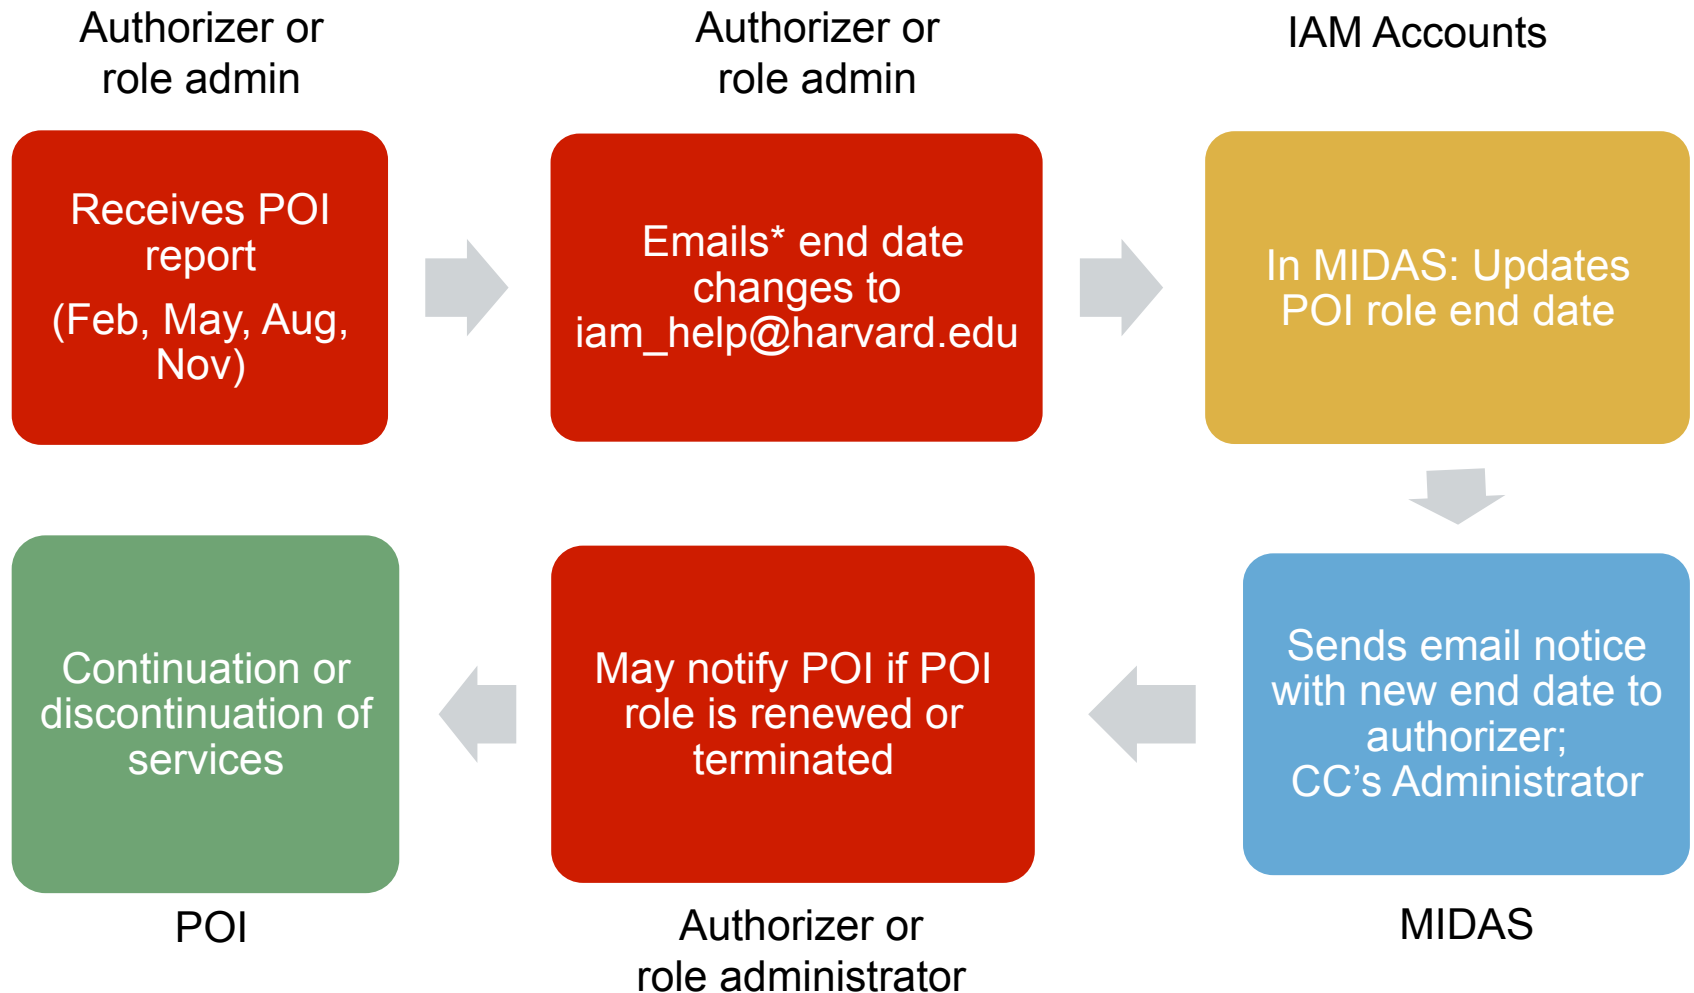 Authorizer or
role admin
Receives POI
report
(Feb, May, Aug,
Nov)
Authorizer or
role admin
Emails* end date
changes to
iam_help@harvard.edu
IAM Accounts
In MIDAS: Updates
POI role end date
Sends email notice
with new end date to
authorizer;
CC’s Administrator
MIDAS
May notify POI if POI
role is renewed or
terminated
Authorizer or
role administrator
Continuation or
discontinuation of
services
POI